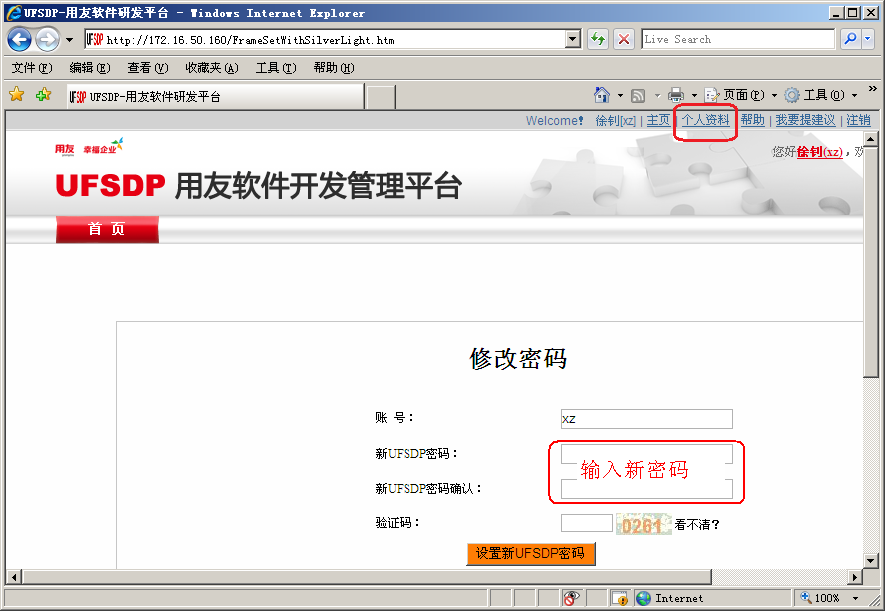 UFSDP-用友软件研发平台 - Windows Internet Explorer
UFSDP http://172.16.50.160/FrameSetWithSilverLight.htm
Live Search
文件(F) 编辑(E) 查看(V) 收藏夹(A) 工具(T) 帮助(H)
UFSDP UFSDP-用友软件研发平台
页面(P) 工具(O) »
Welcome! 徐钊[xz] | 主页 | 个人资料 | 帮助 | 我要提建议 | 注销
用友 幸福企业
您好徐钊(xz)，欢
UFSDP 用友软件开发管理平台
首 页
修改密码
账 号：
xz
新UFSDP密码：
输入新密码
新UFSDP密码确认：
验证码：
0261 看不清?
设置新UFSDP密码
Internet
100%